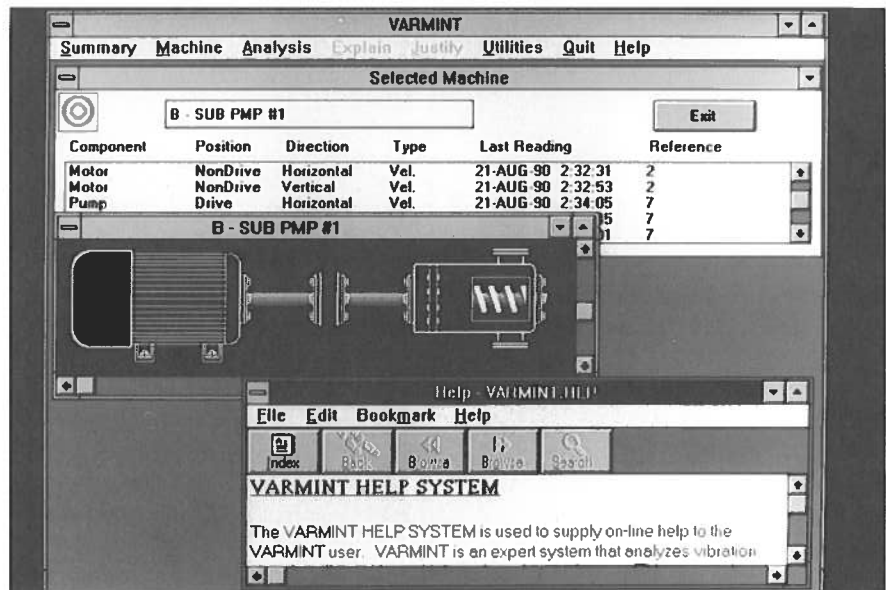 VARMINT
Summary Machine Analysis Explain Justify Utilities Quit Help
Selected Machine
B - SUB PMP #1 Exit
Component Position Direction Type Last Reading Reference
Motor NonDrive Horizontal Vel. 21-AUG-90 2:32:31 2
Motor NonDrive Vertical Vel. 21-AUG-90 2:32:53 2
Pump Drive Horizontal Vel. 21-AUG-90 2:34:05 7
05 7
01 7
B - SUB PMP #1
Help - VARMINT.HLP
File Edit Bookmark Help
Index Back Browse Browse Search
VARMINT HELP SYSTEM
The VARMINT HELP SYSTEM is used to supply on-line help to the
VARMINT user. VARMINT is an expert system that analyzes vibration